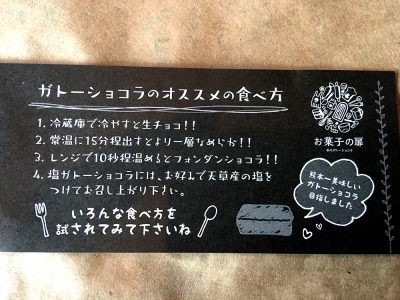 ガトーショコラのオススメの食べ方
1. 冷蔵庫で冷やすと生チョコ!!
2. 常温に15分程出すとより一層なめらか!!
3. レンジで10秒程温めるとフォンダンショコラ!!
4. 塩ガトーショコラには、お好みで天草産の塩を
つけてお召し上がり下さい。
いろんな食べ方を
試されてみて下さいね
お菓子の扉
熊本一美味しい
ガトーショコラ
目指しました